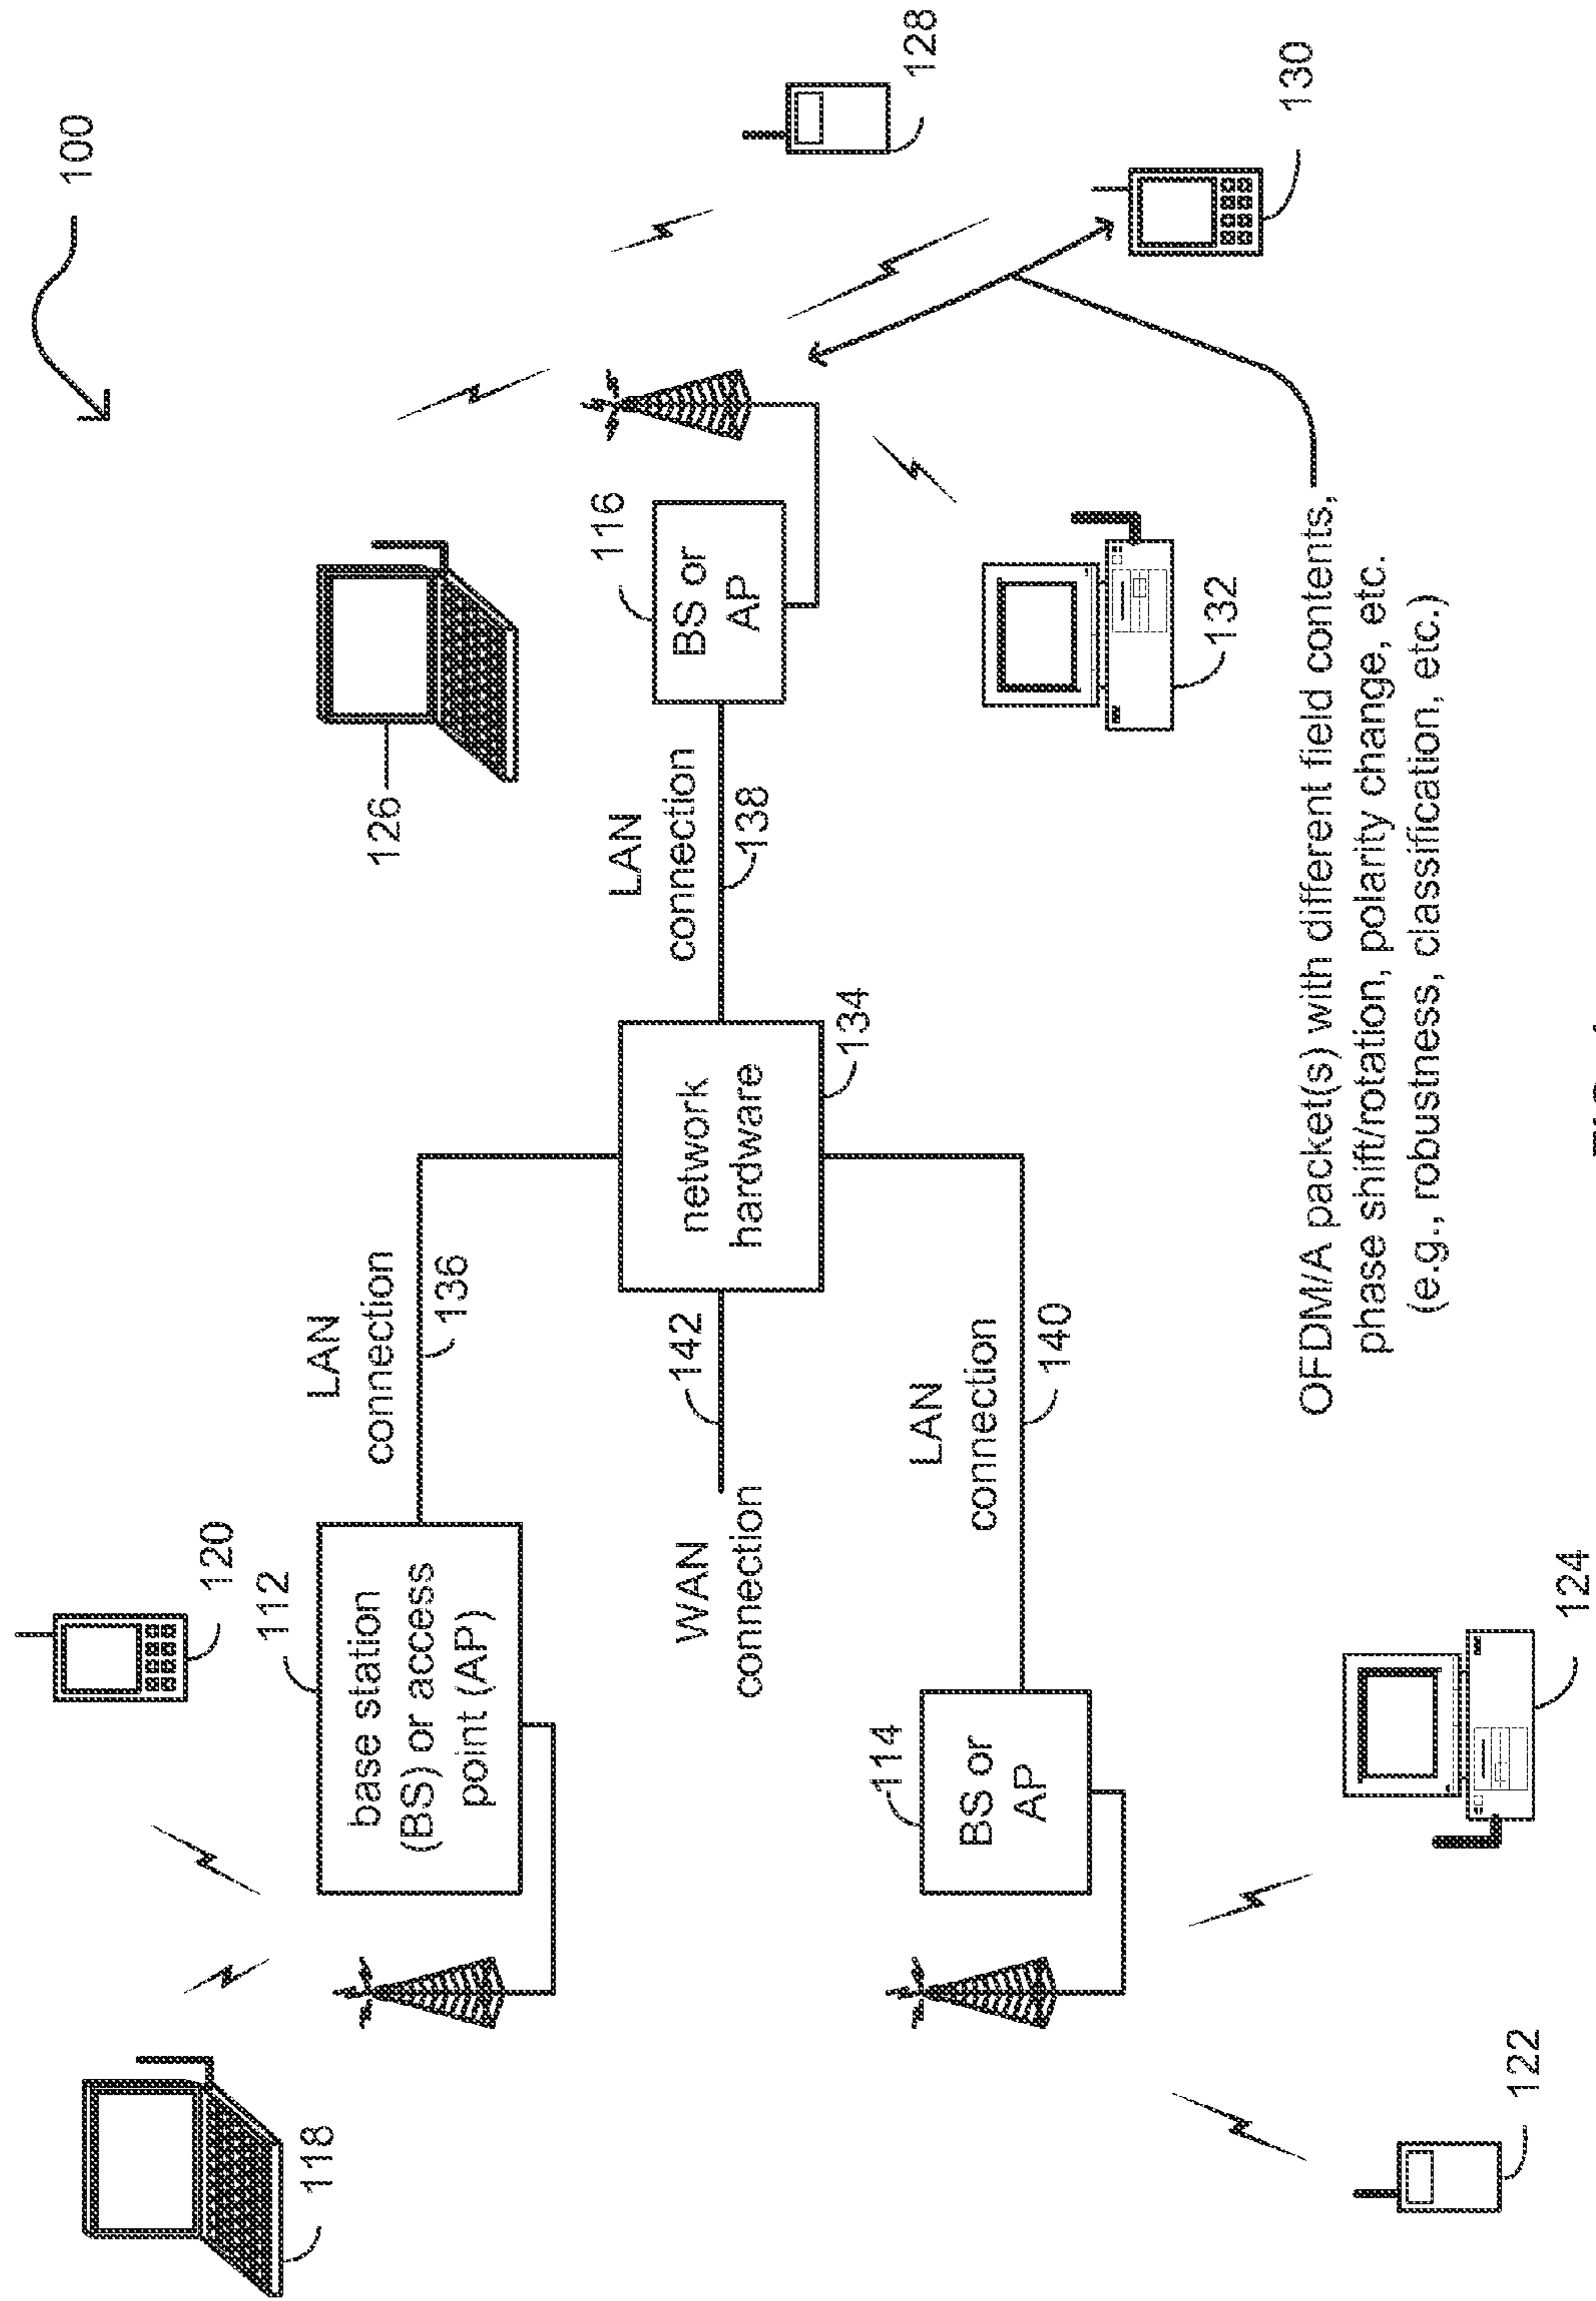 100
120
112
118
base station
(BS) or access
point (AP)
LAN
connection
136
126
116
BS or
AP
LAN
connection
138
network
hardware
134
142
WAN
connection
128
114
BS or
AP
LAN
connection
140
132
130
OFDM/A packet(s) with different field contents,
phase shift/rotation, polarity change, etc.
(e.g., robustness, classification, etc.)
122
124